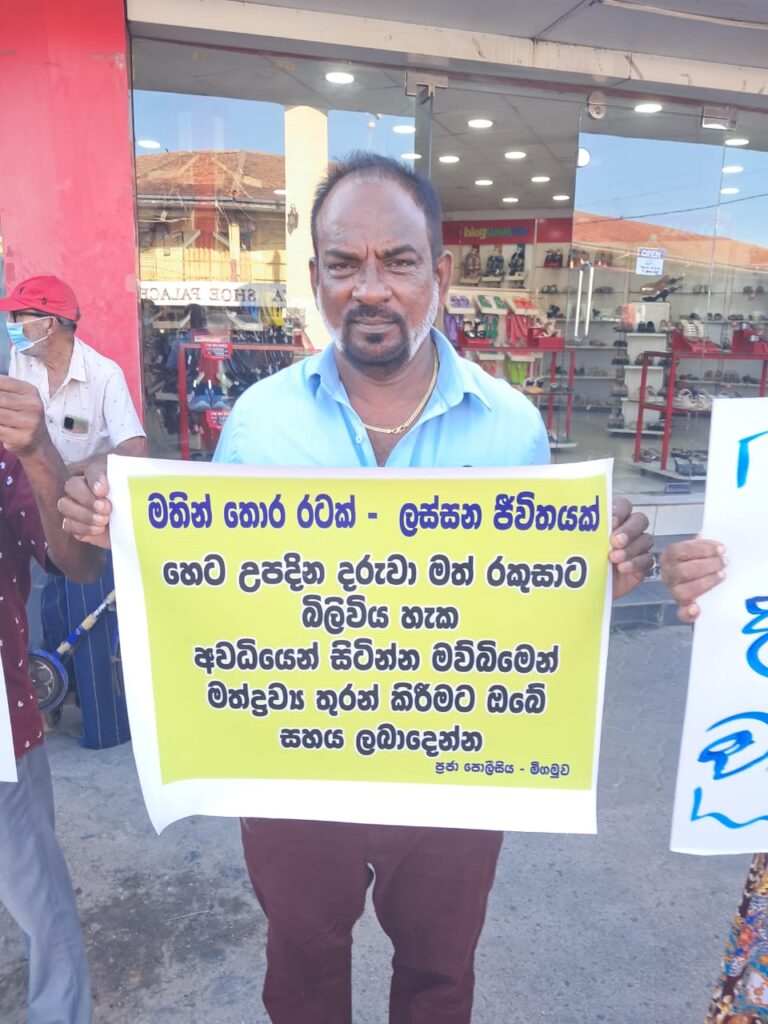 මතින් තොර රටක් - ලස්සන ජීවිතයක්
හෙට උපදින දරුවා මත් රකුසාට
බිලිවිය හැක
අවධියෙන් සිටින්න මව්බිමෙන්
මත්ද්‍රව්‍ය තුරන් කිරීමට ඔබේ
සහය ලබාදෙන්න
ප්‍රජා පොලීසිය - මීගමුව
SHOE PALACE
OPEN